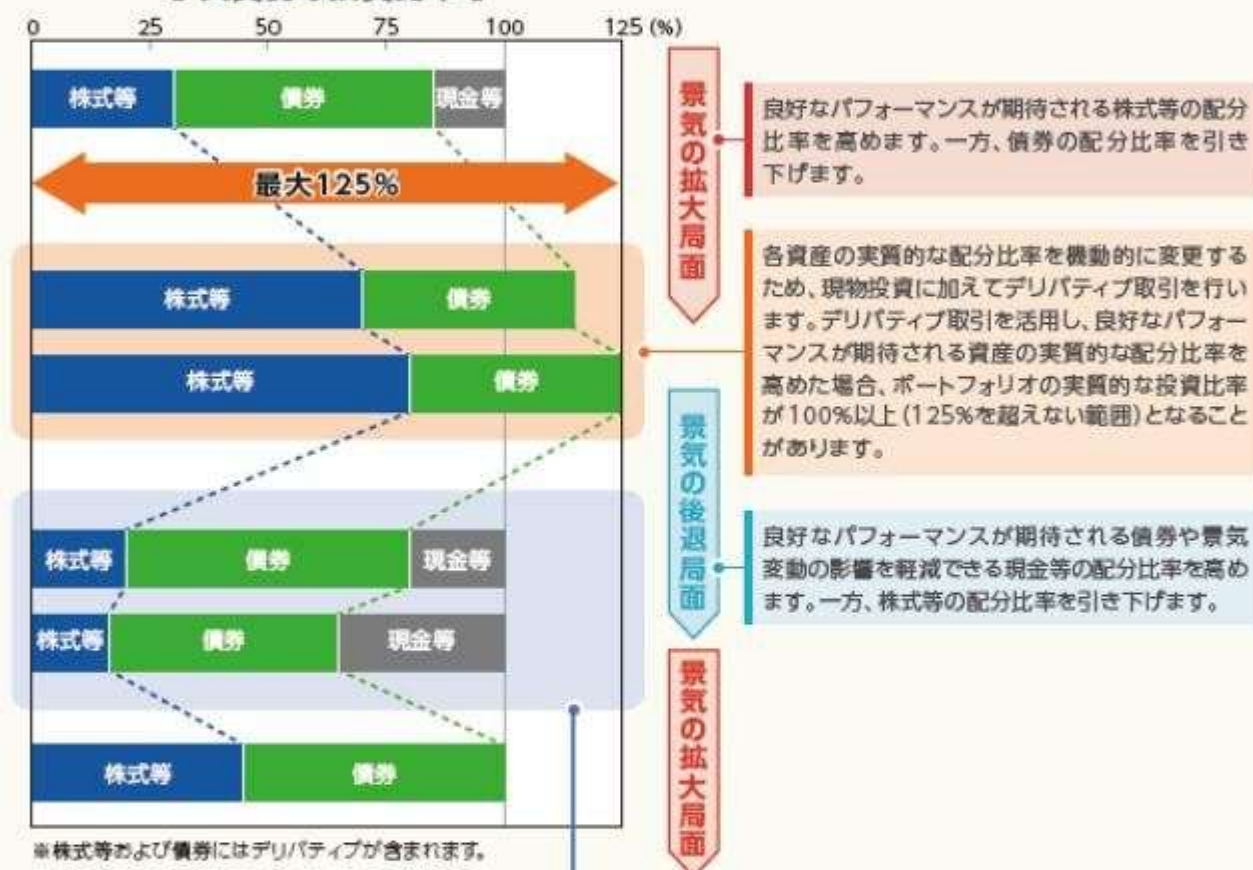 0 25 50 75 100 125 (%)
株式等 債券 現金等
最大125%
株式等 債券
株式等 債券
株式等 債券 現金等
株式等 債券 現金等
株式等 債券
※株式等および債券にはデリバティブが含まれます。
景気の拡大局面
良好なパフォーマンスが期待される株式等の配分
比率を高めます。一方、債券の配分比率を引き
下げます。
各資産の実質的な配分比率を機動的に変更する
ため、現物投資に加えてデリバティブ取引を行い
ます。デリバティブ取引を活用し、良好なパフォー
マンスが期待される資産の実質的な配分比率を
高めた場合、ポートフォリオの実質的な投資比率
が100%以上(125%を超えない範囲)となること
があります。
景気の後退局面
良好なパフォーマンスが期待される債券や景気
変動の影響を軽減できる現金等の配分比率を高め
ます。一方、株式等の配分比率を引き下げます。
景気の拡大局面